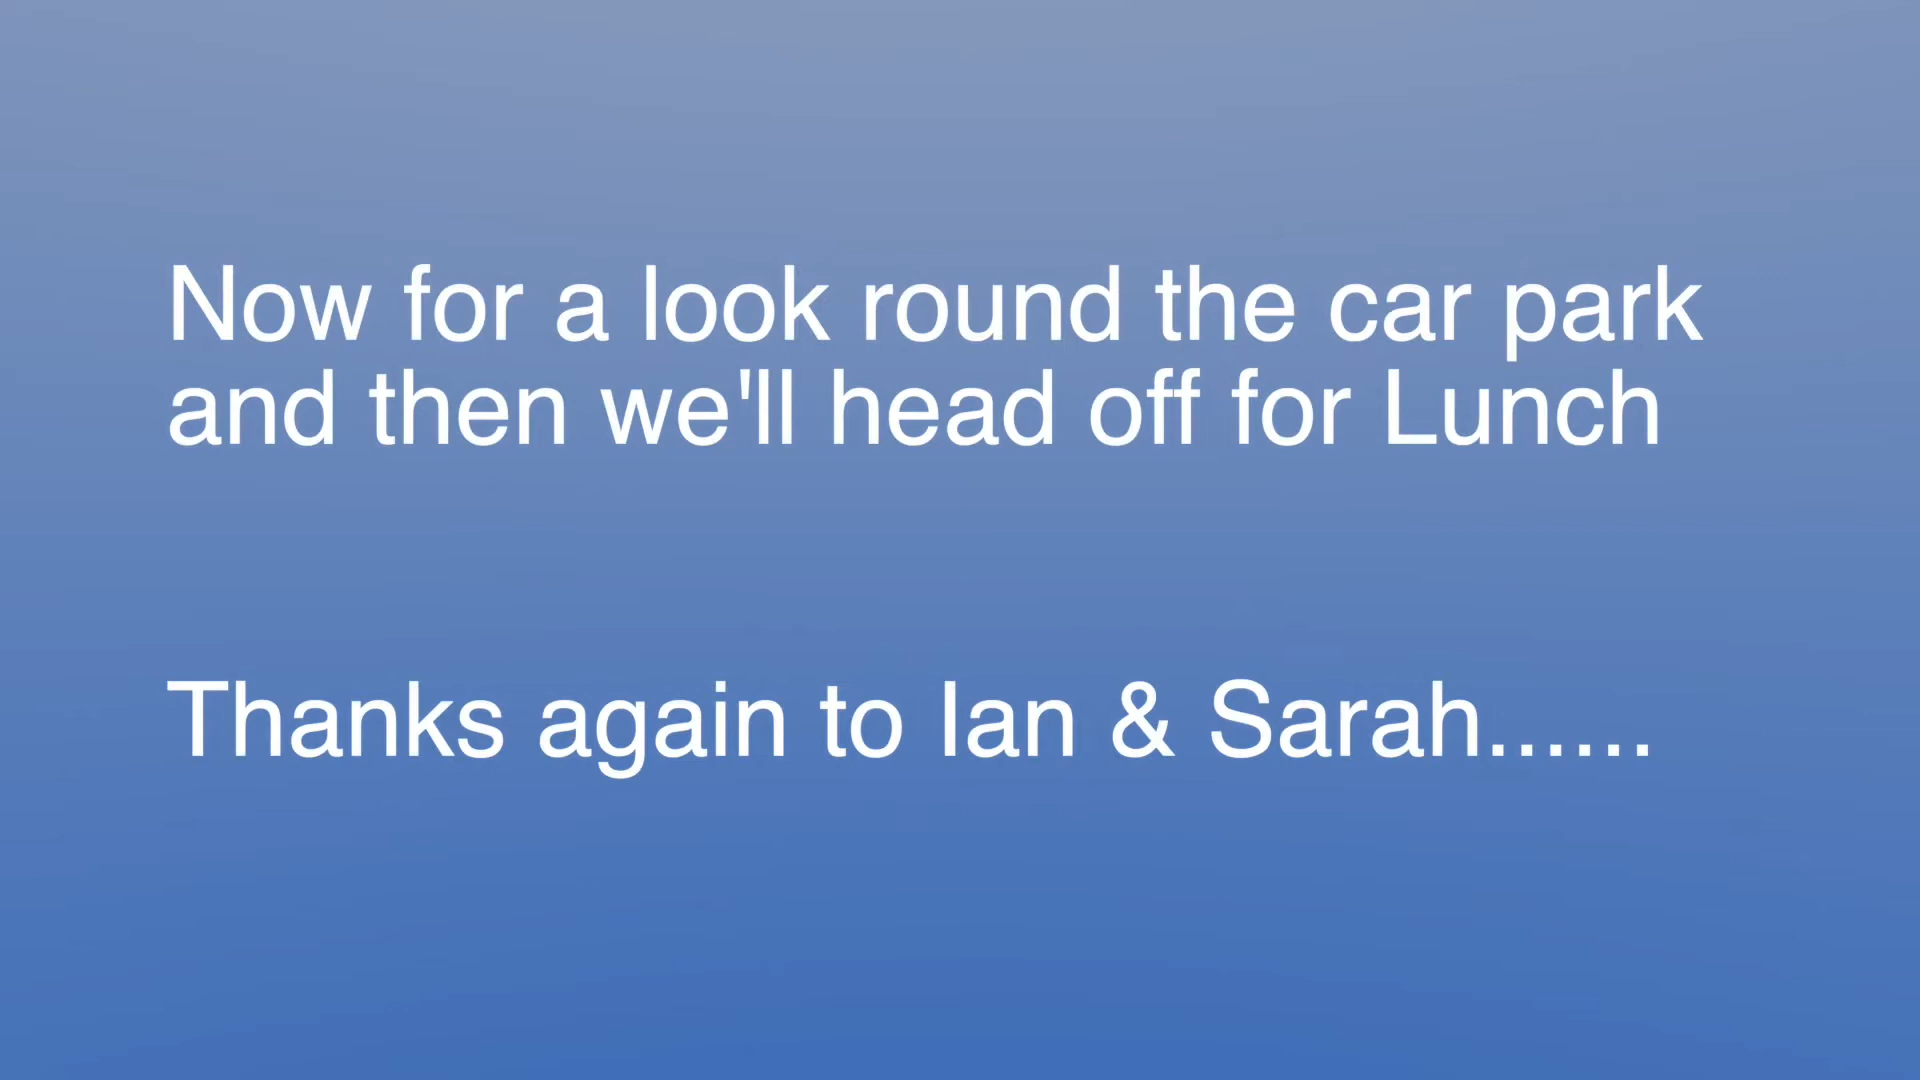 Now for a look round the car park
and then we'll head off for Lunch
Thanks again to Ian & Sarah......